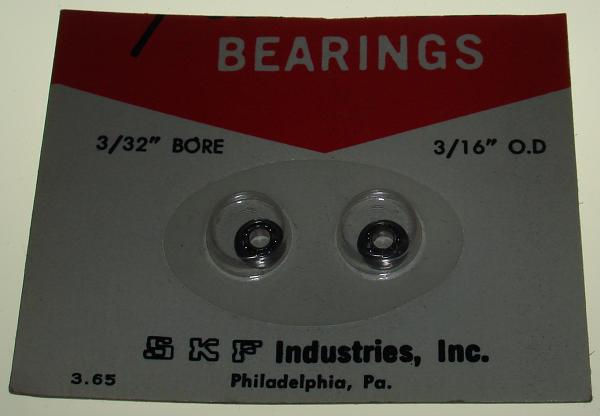 BEARINGS
3/32" BORE
3/16" O.D
SKF Industries, Inc.
3.65
Philadelphia, Pa.